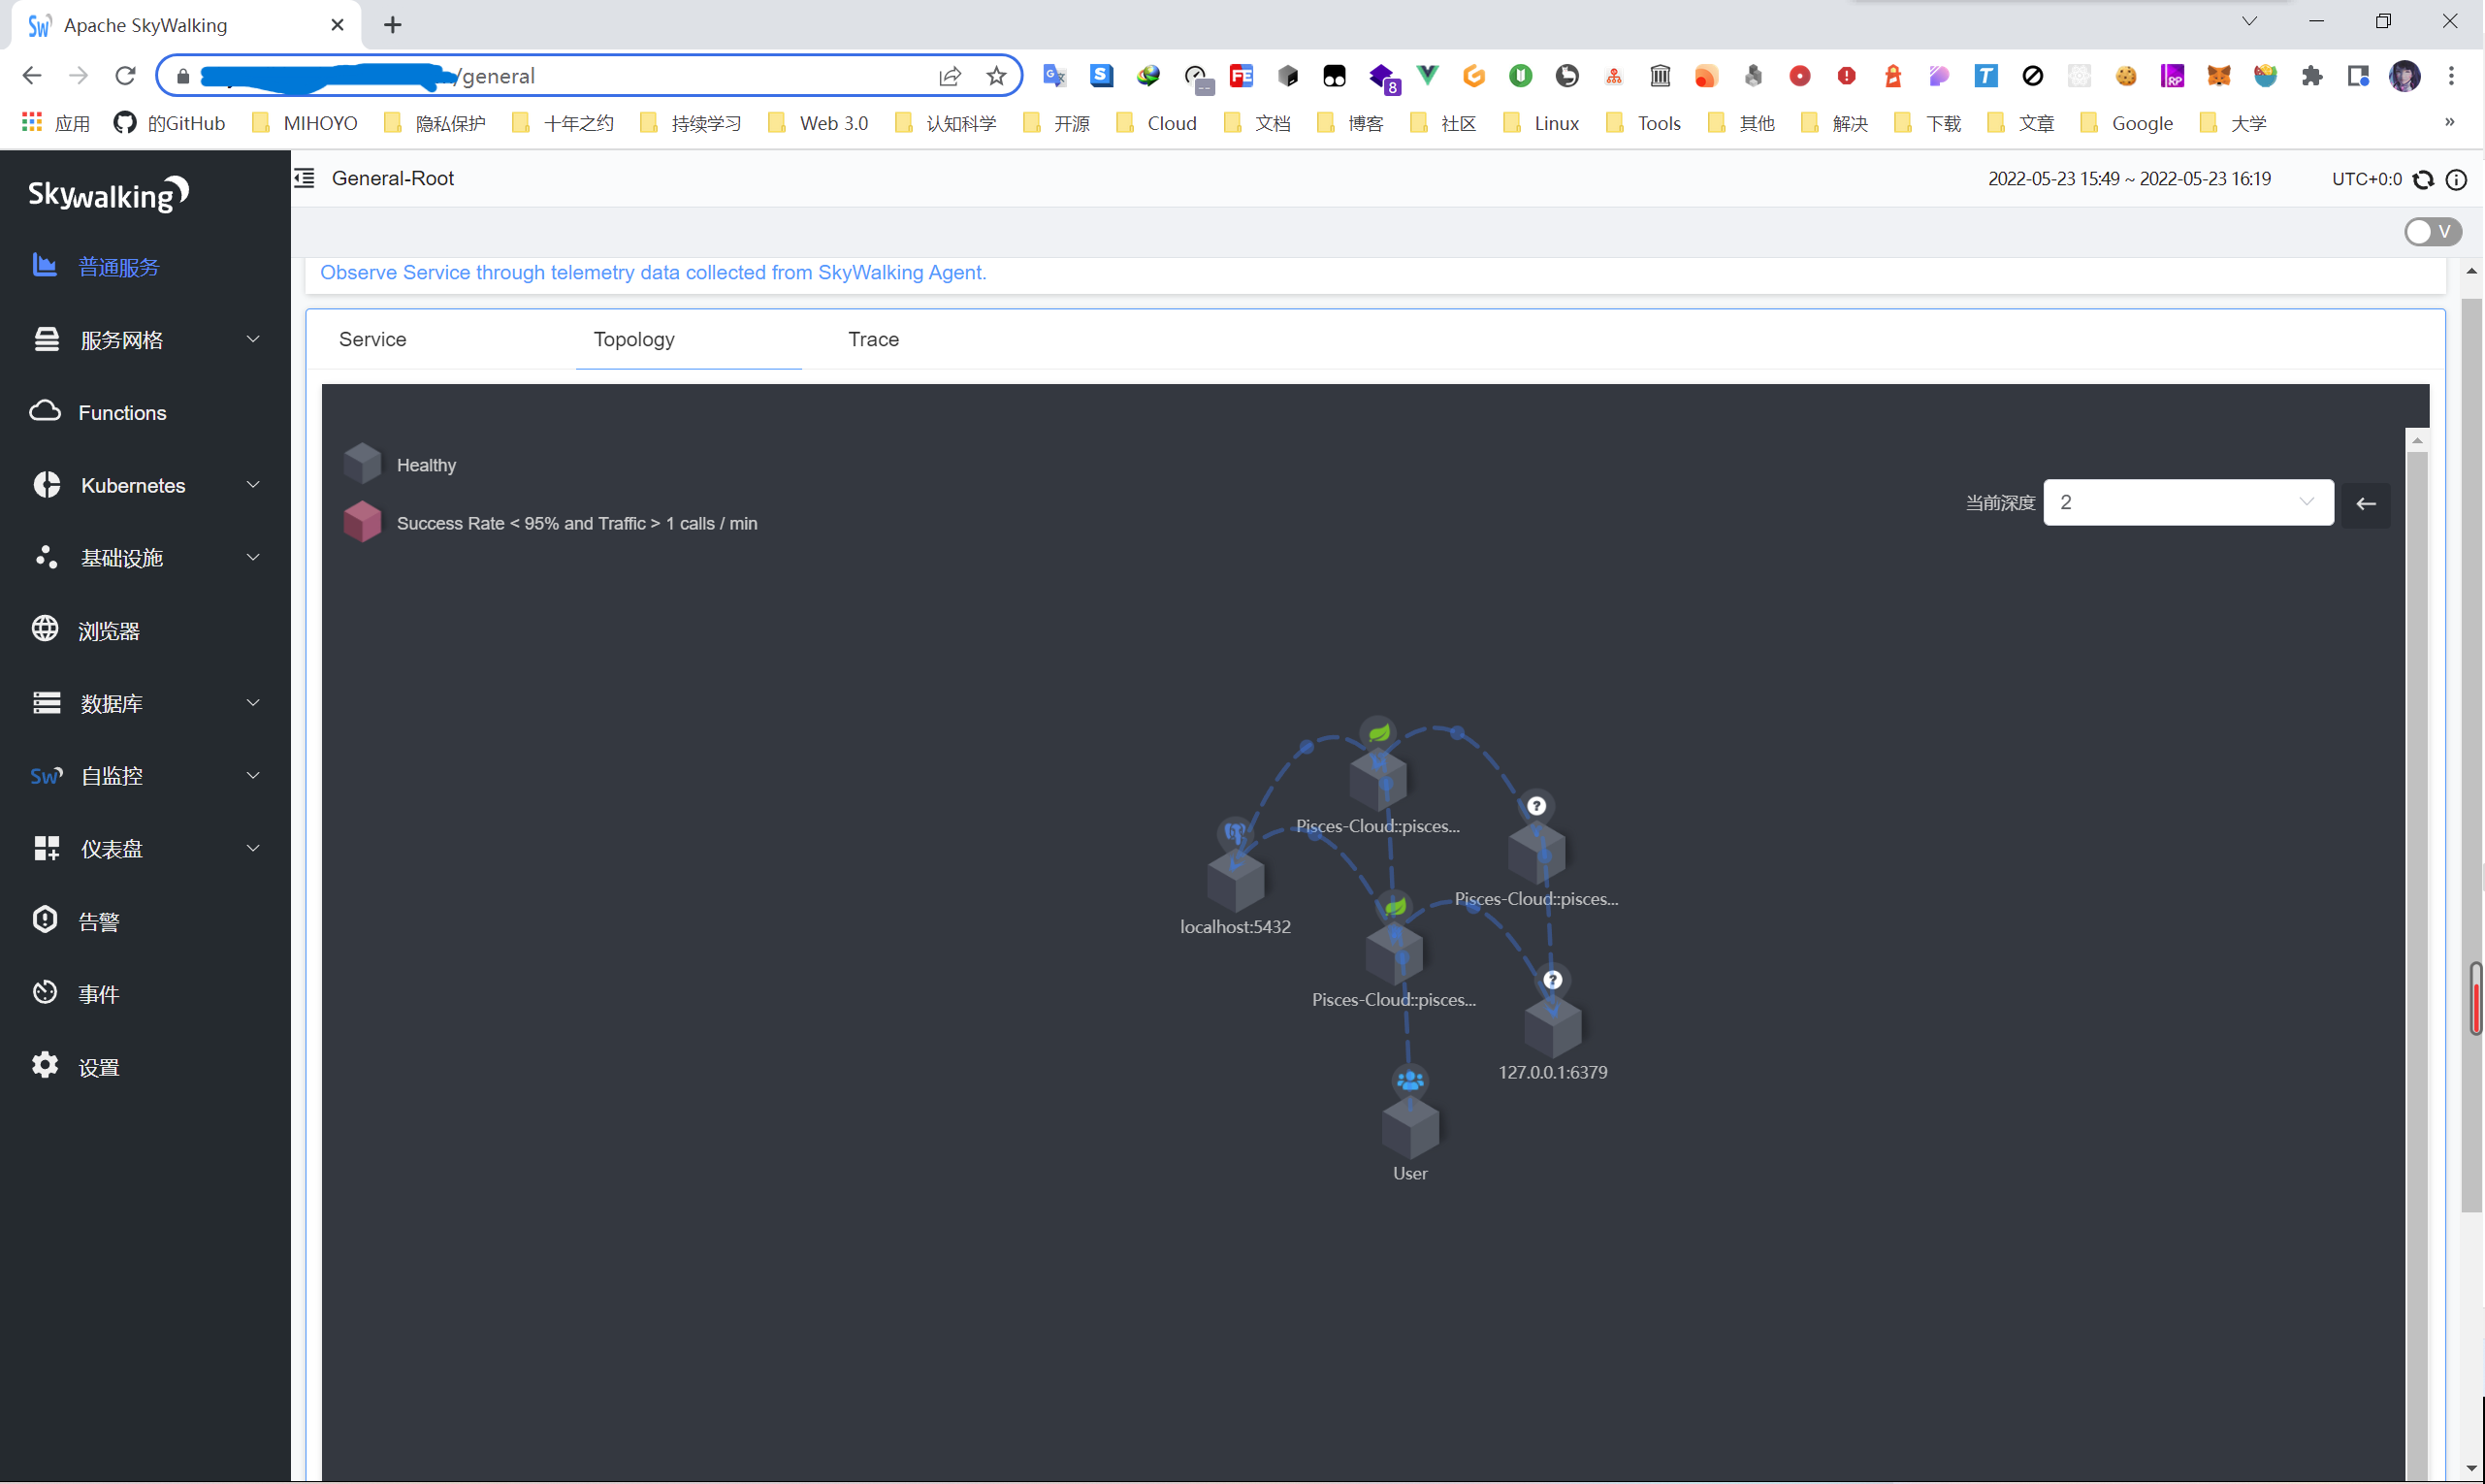 Apache SkyWalking
/general
应用
的GitHub
MIHOYO
隐私保护
十年之约
持续学习
Web 3.0
认知科学
开源
Cloud
文档
博客
社区
Linux
Tools
其他
解决
下载
文章
Google
大学
»
Skywalking
General-Root
2022-05-23 15:49 ~ 2022-05-23 16:19
UTC+0:0
V
普通服务
服务网格
Functions
Kubernetes
基础设施
浏览器
数据库
自监控
仪表盘
告警
事件
设置
Observe Service through telemetry data collected from SkyWalking Agent.
Service
Topology
Trace
Healthy
Success Rate < 95% and Traffic > 1 calls / min
当前深度
2
Pisces-Cloud::pisces...
Pisces-Cloud::pisces...
localhost:5432
Pisces-Cloud::pisces...
127.0.0.1:6379
User